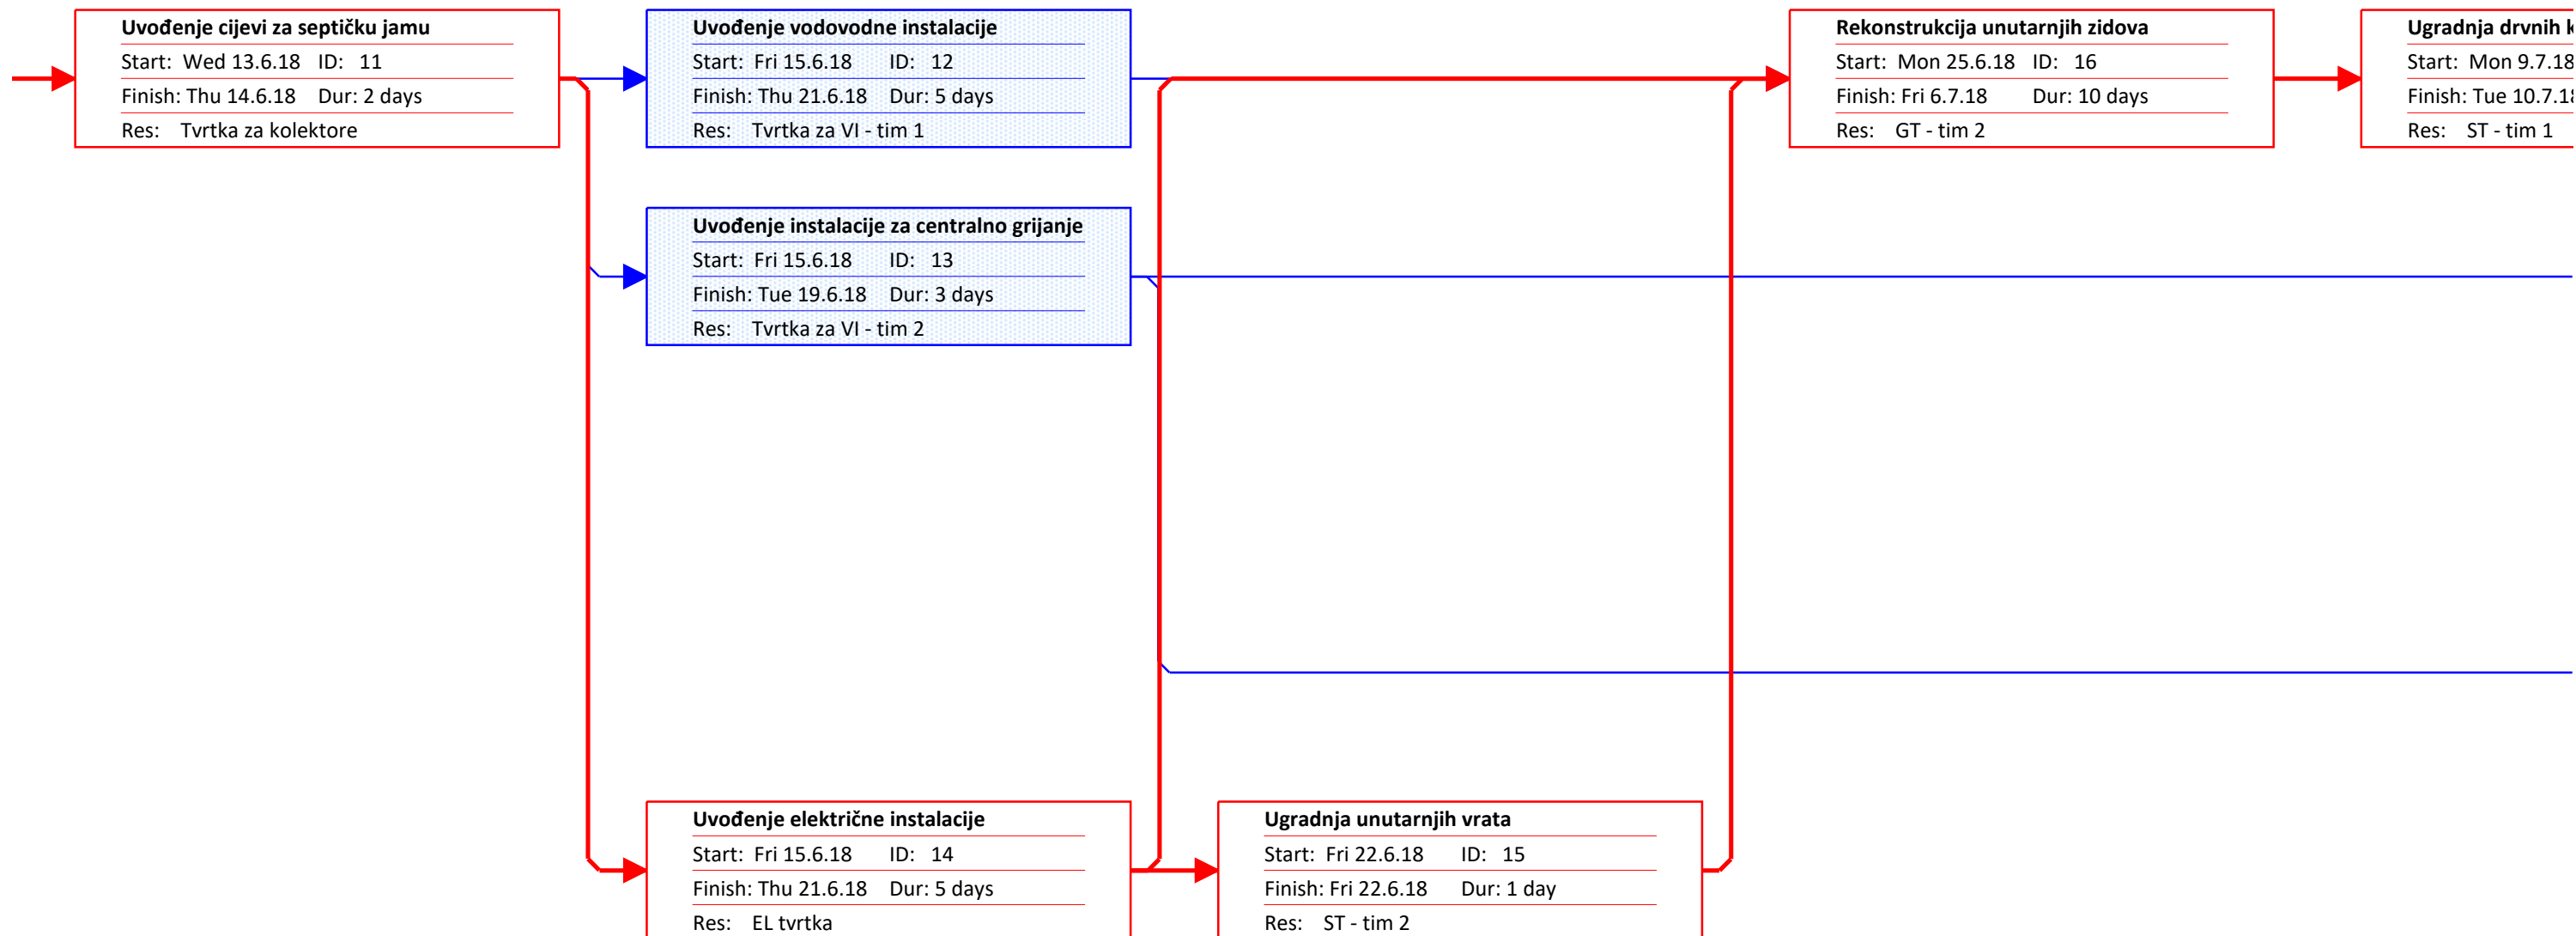 Uvođenje cijevi za septičku jamu
Start: Wed 13.6.18 ID: 11
Finish: Thu 14.6.18 Dur: 2 days
Res: Tvrtka za kolektore
Uvođenje vodovodne instalacije
Start: Fri 15.6.18 ID: 12
Finish: Thu 21.6.18 Dur: 5 days
Res: Tvrtka za VI - tim 1
Rekonstrukcija unutarnjih zidova
Start: Mon 25.6.18 ID: 16
Finish: Fri 6.7.18 Dur: 10 days
Res: GT - tim 2
Ugradnja drvnih
Start: Mon 9.7.18
Finish: Tue 10.7.18
Res: ST - tim 1
Uvođenje instalacije za centralno grijanje
Start: Fri 15.6.18 ID: 13
Finish: Tue 19.6.18 Dur: 3 days
Res: Tvrtka za VI - tim 2
Uvođenje električne instalacije
Start: Fri 15.6.18 ID: 14
Finish: Thu 21.6.18 Dur: 5 days
Res: EL tvrtka
Ugradnja unutarnjih vrata
Start: Fri 22.6.18 ID: 15
Finish: Fri 22.6.18 Dur: 1 day
Res: ST - tim 2